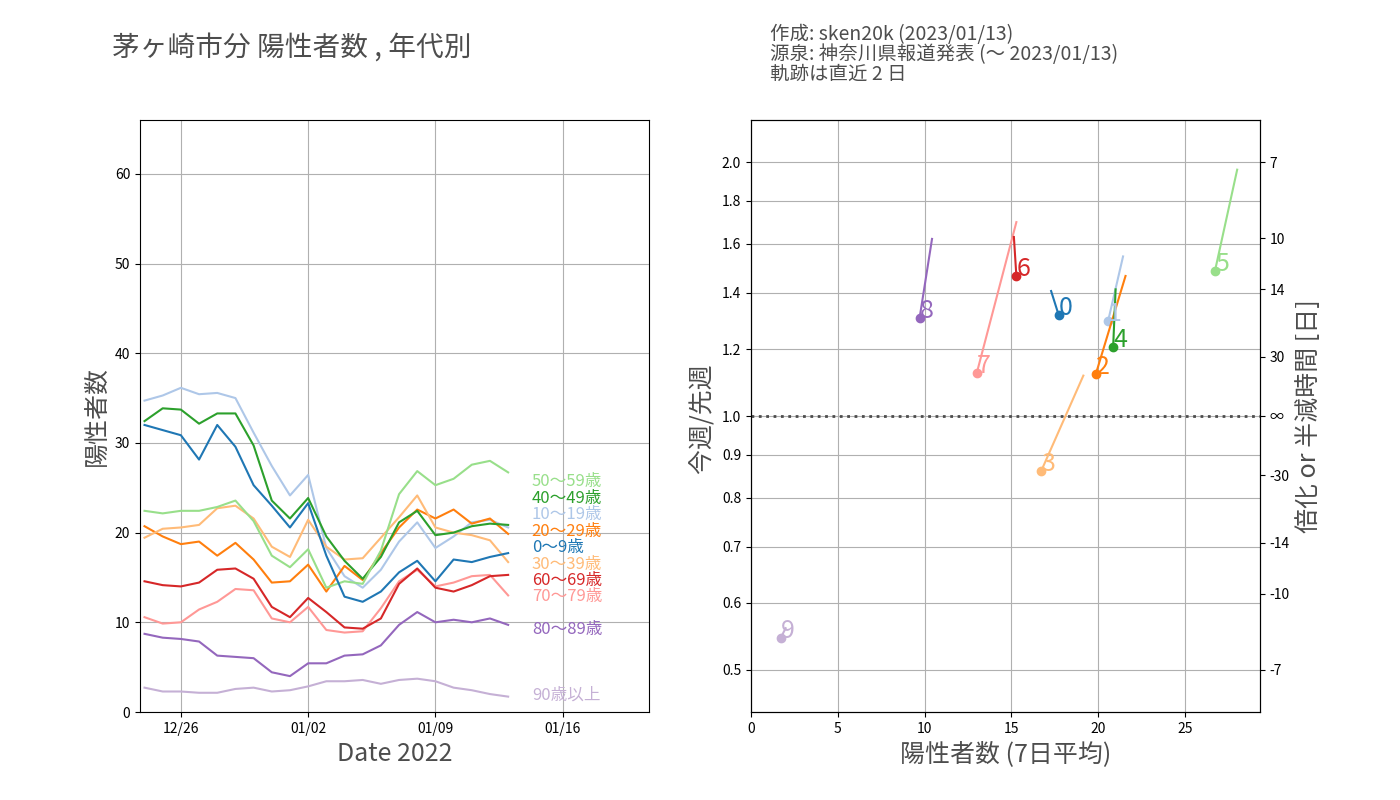 茅ヶ崎市分 陽性者数 , 年代別
作成: sken20k (2023/01/13)
源泉: 神奈川県報道発表 (〜 2023/01/13)
軌跡は直近 2 日
陽性者数
60
50
40
30
20
10
0
12/26
01/02
01/09
01/16
Date 2022
50〜59歳
40〜49歳
10〜19歳
20〜29歳
0〜9歳
30〜39歳
60〜69歳
70〜79歳
80〜89歳
90歳以上
今週/先週
2.0
1.8
1.6
1.4
1.2
1.0
0.9
0.8
0.7
0.6
0.5
0
5
10
15
20
25
陽性者数 (7日平均)
5
6
8
0
1
4
7
2
3
9
7
10
14
30
∞
-30
-14
-10
-7
倍化 or 半減時間 [日]